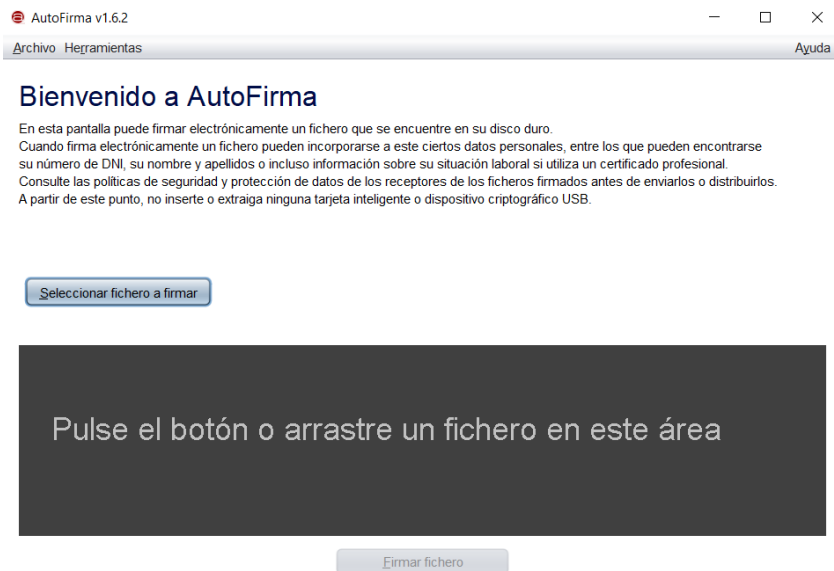 AutoFirma v1.6.2
Archivo Herramientas Ayuda
Bienvenido a AutoFirma
En esta pantalla puede firmar electrónicamente un fichero que se encuentre en su disco duro.
Cuando firma electrónicamente un fichero pueden incorporarse a este ciertos datos personales, entre los que pueden encontrarse
su número de DNI, su nombre y apellidos o incluso información sobre su situación laboral si utiliza un certificado profesional.
Consulte las políticas de seguridad y protección de datos de los receptores de los ficheros firmados antes de enviarlos o distribuirlos.
A partir de este punto, no inserte o extraiga ninguna tarjeta inteligente o dispositivo criptográfico USB.
Seleccionar fichero a firmar
Pulse el botón o arrastre un fichero en este área
Firmar fichero